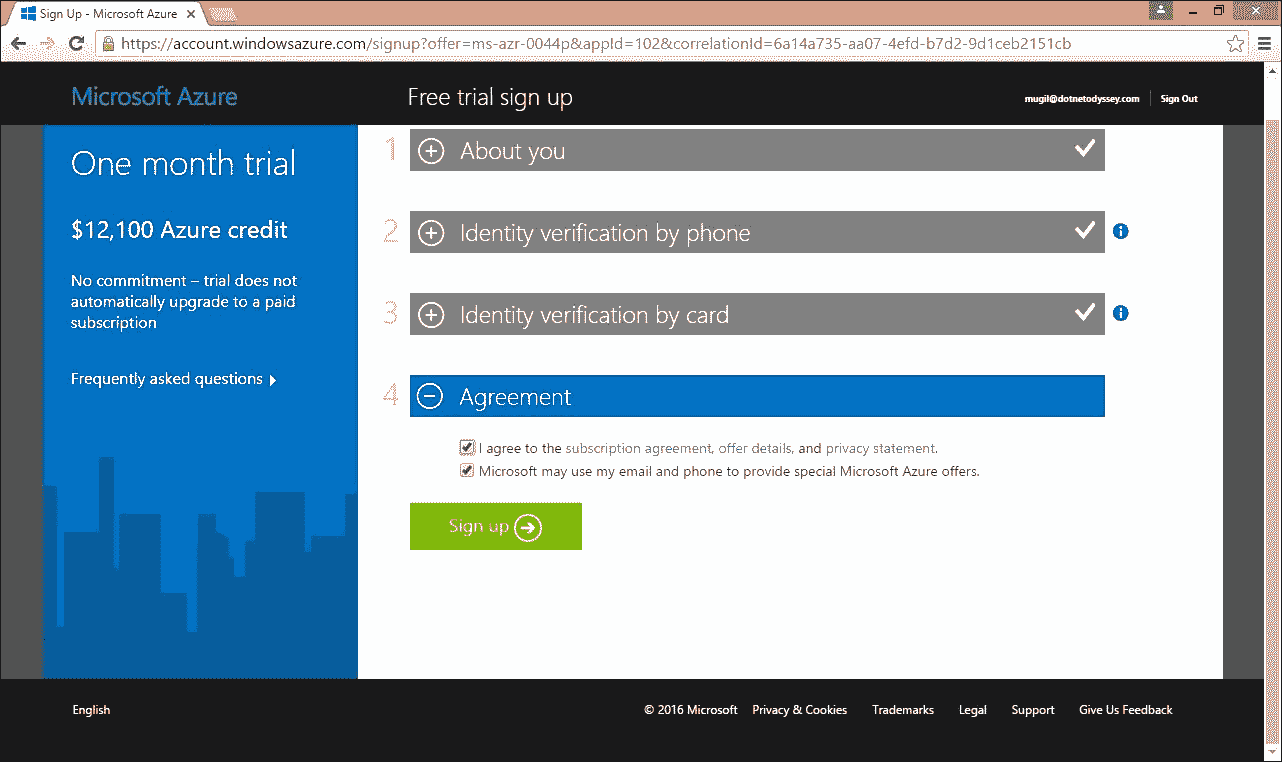 Sign Up - Microsoft Azure
https://account.windowsazure.com/signup?offer=ms-azr-0044p&appId=102&correlationId=6a14a735-aa07-4efd-b7d2-9d1aeb2151cb
Microsoft Azure
Free trial sign up
mugil@dotnetodyssey.com
Sign Out
One month trial
$12,100 Azure credit
No commitment – trial does not
automatically upgrade to a paid
subscription
Frequently asked questions
1 About you
2 Identity verification by phone
3 Identity verification by card
4 Agreement
I agree to the subscription agreement, offer details, and privacy statement.
Microsoft may use my email and phone to provide special Microsoft Azure offers.
Sign up
English
© 2016 Microsoft Privacy & Cookies Trademarks Legal Support Give Us Feedback